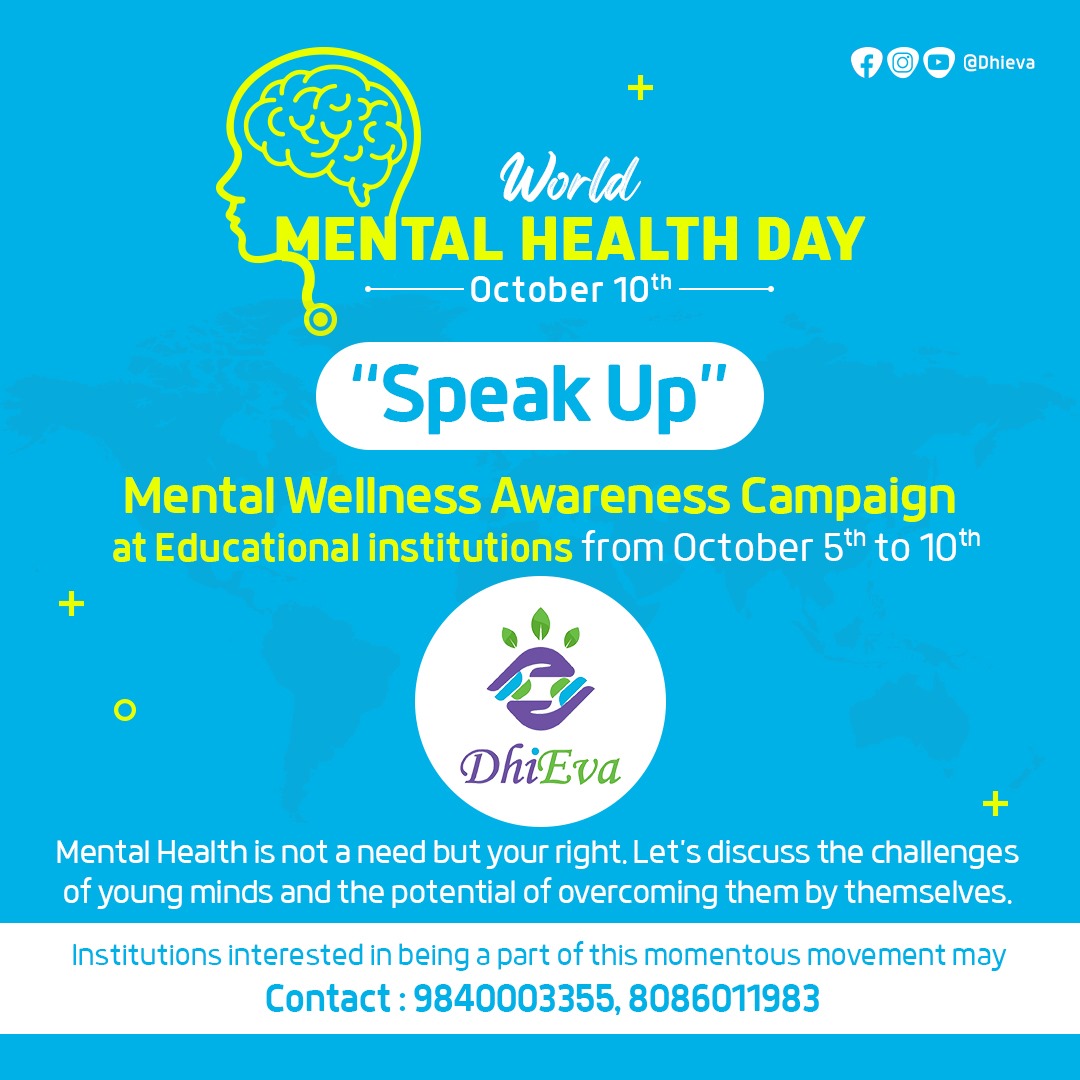 @Dhieva
World
MENTAL HEALTH DAY
October 10th
“Speak Up”
Mental Wellness Awareness Campaign
at Educational institutions from October 5th to 10th
DhiEva
Mental Health is not a need but your right. Let's discuss the challenges
of young minds and the potential of overcoming them by themselves.
Institutions interested in being a part of this momentous movement may
Contact : 9840003355, 8086011983